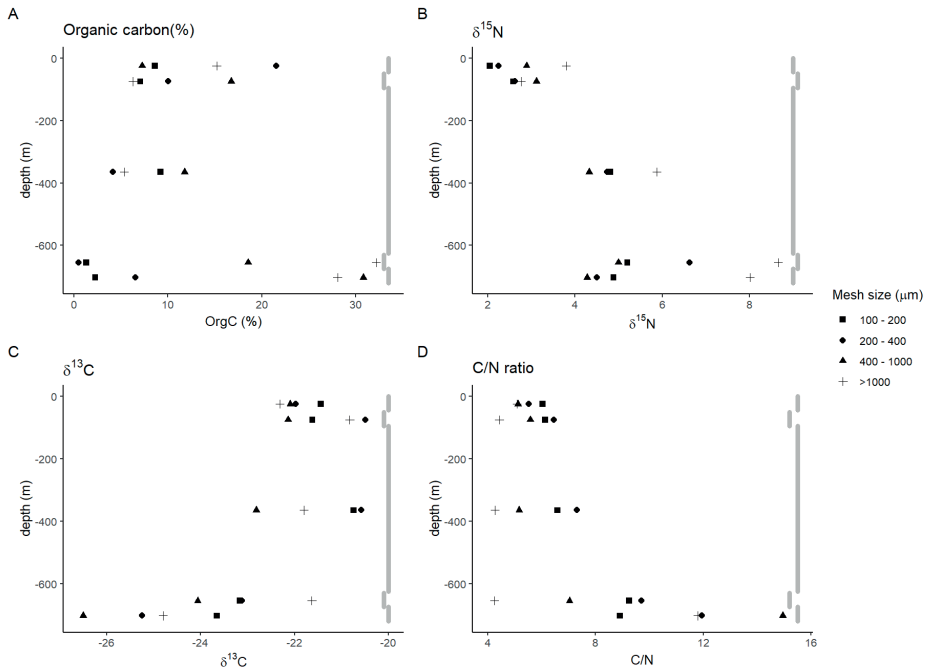 A
Organic carbon(%)
0
-200
-400
-600
depth (m)
0 10 20 30
OrgC (%)
B
δ¹⁵N
0
-200
-400
-600
depth (m)
2 4 6 8
δ¹⁵N
Mesh size (μm)
100 - 200
200 - 400
400 - 1000
>1000
C
δ¹³C
0
-200
-400
-600
depth (m)
-26 -24 -22 -20
δ¹³C
D
C/N ratio
0
-200
-400
-600
depth (m)
4 8 12 16
C/N